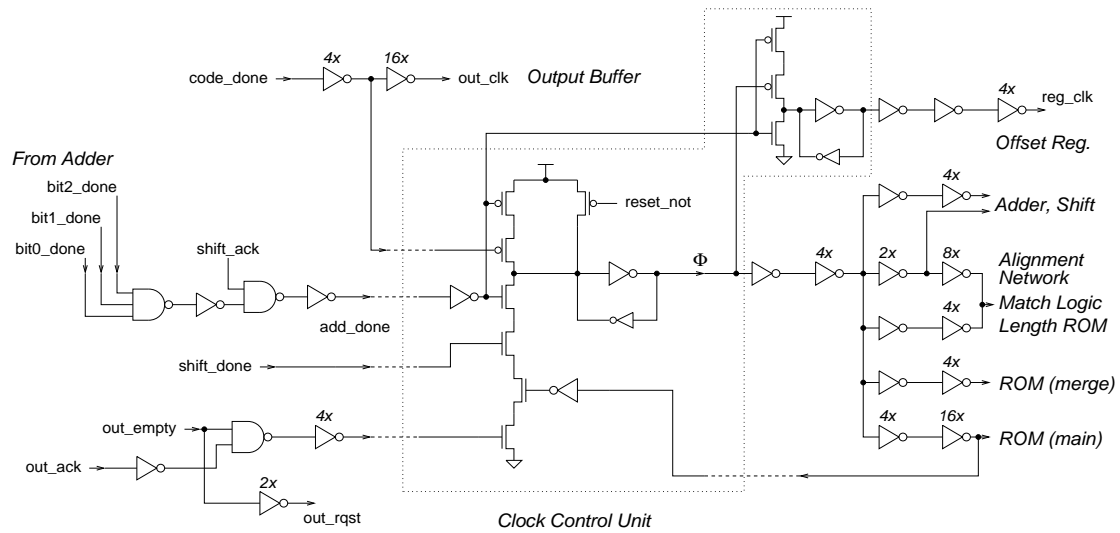 4x
16x
code_done
out_clk
Output Buffer
4x
reg_clk
Offset Reg.
From Adder
bit2_done
bit1_done
bit0_done
shift_ack
reset_not
4x
Adder, Shift
Φ
4x
2x
8x
Alignment
Network
Match Logic
Length ROM
4x
add_done
shift_done
4x
ROM (merge)
out_empty
4x
4x
16x
ROM (main)
out_ack
2x
out_rqst
Clock Control Unit